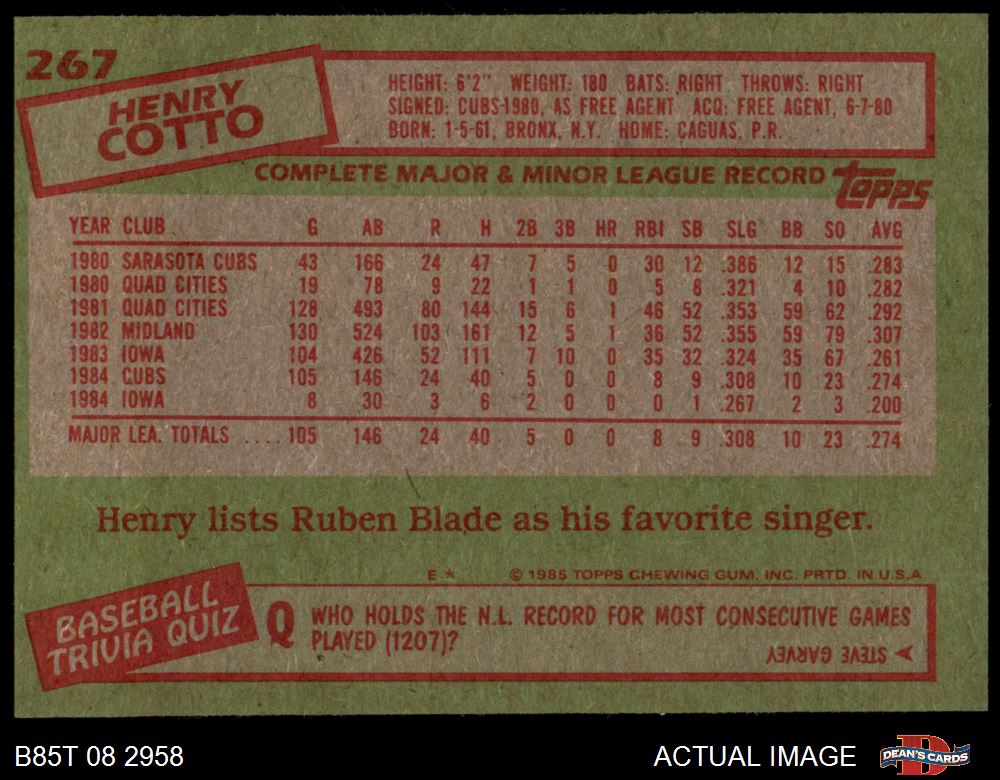 267
HENRY
COTTO
HEIGHT: 6'2" WEIGHT: 180 BATS: RIGHT THROWS: RIGHT
SIGNED: CUBS-1980, AS FREE AGENT ACQ: FREE AGENT, 6-7-80
BORN: 1-5-61, BRONX, N.Y. HOME: CAGUAS, P.R.
COMPLETE MAJOR & MINOR LEAGUE RECORD topps
YEAR CLUB G AB R H 2B 3B HR RBI SB SLG BB SO AVG
1980 SARASOTA CUBS 43 166 24 47 7 5 0 30 12 .386 12 15 .283
1980 QUAD CITIES 19 78 9 22 1 1 0 5 8 .321 4 10 .282
1981 QUAD CITIES 128 493 80 144 15 6 1 46 52 .353 59 62 .292
1982 MIDLAND 130 524 103 161 12 5 1 36 52 .355 59 79 .307
1983 IOWA 104 426 52 111 7 10 0 35 32 .324 35 67 .261
1984 CUBS 105 146 24 40 5 0 0 8 9 .308 10 23 .274
1984 IOWA 8 30 3 6 2 0 0 0 1 .267 2 3 .200
MAJOR LEA. TOTALS .... 105 146 24 40 5 0 0 8 9 .308 10 23 .274
Henry lists Ruben Blade as his favorite singer.
E * © 1985 TOPPS CHEWING GUM, INC. PRTD. IN U.S.A
BASEBALL
TRIVIA QUIZ
Q WHO HOLDS THE N.L. RECORD FOR MOST CONSECUTIVE GAMES
PLAYED (1207)?
STEVE GARVEY
B85T 08 2958 ACTUAL IMAGE DEAN'S CARDS